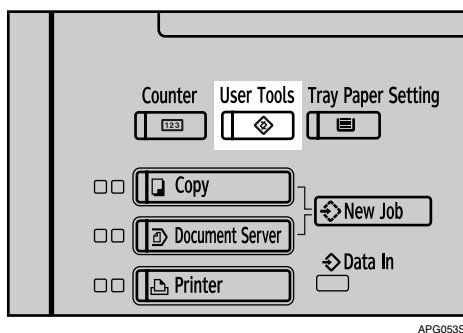 Counter
User Tools
Tray Paper Setting
123
Copy
New Job
Document Server
Data In
Printer
APG053S